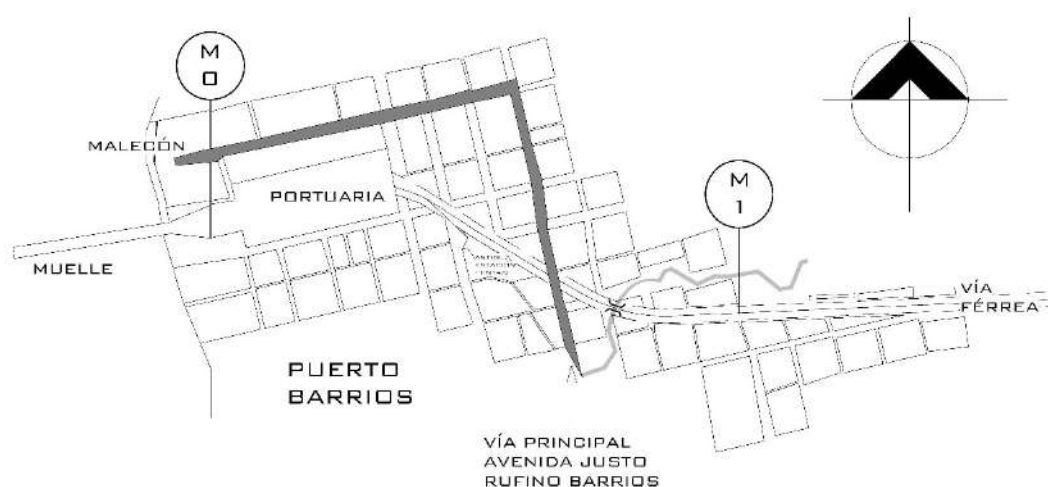 M
0
MALECÓN
M
1
PORTUARIA
MUELLE
VÍA
FÉRREA
PUERTO
BARRIOS
VÍA PRINCIPAL
AVENIDA JUSTO
RUFINO BARRIOS